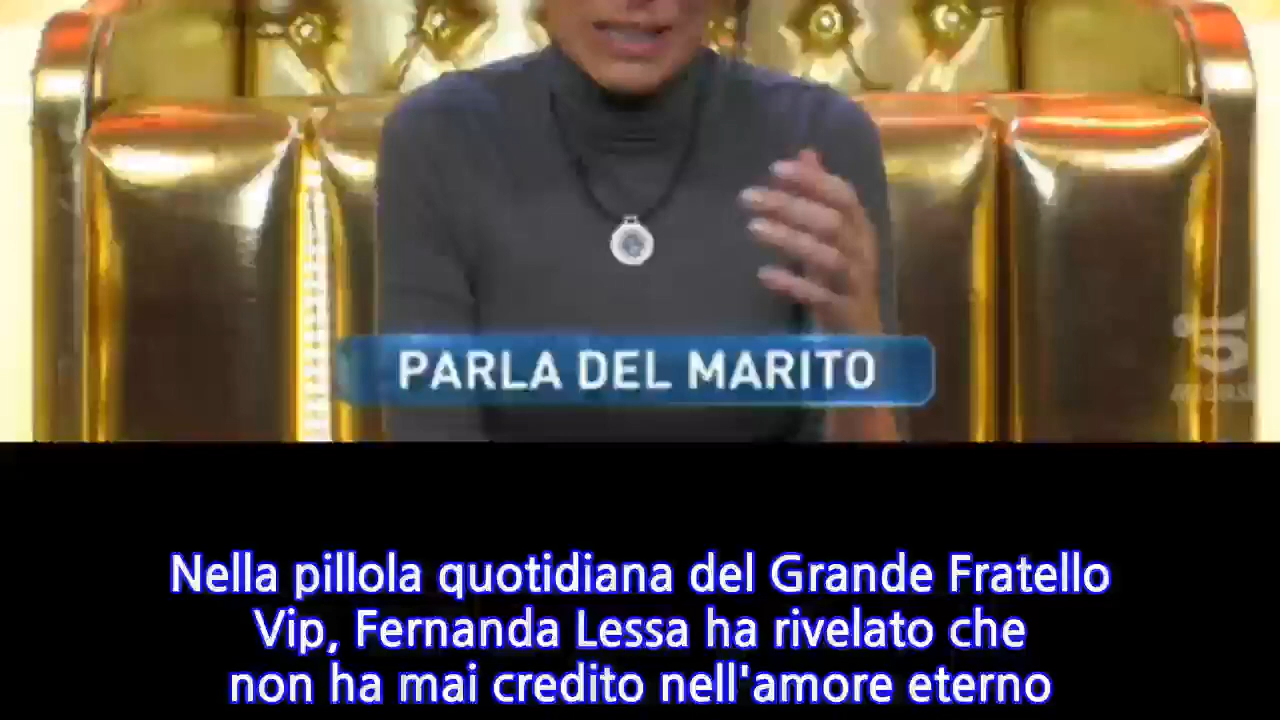 PARLA DEL MARITO
5
Nella pillola quotidiana del Grande Fratello
Vip, Fernanda Lessa ha rivelato che
non ha mai credito nell'amore eterno